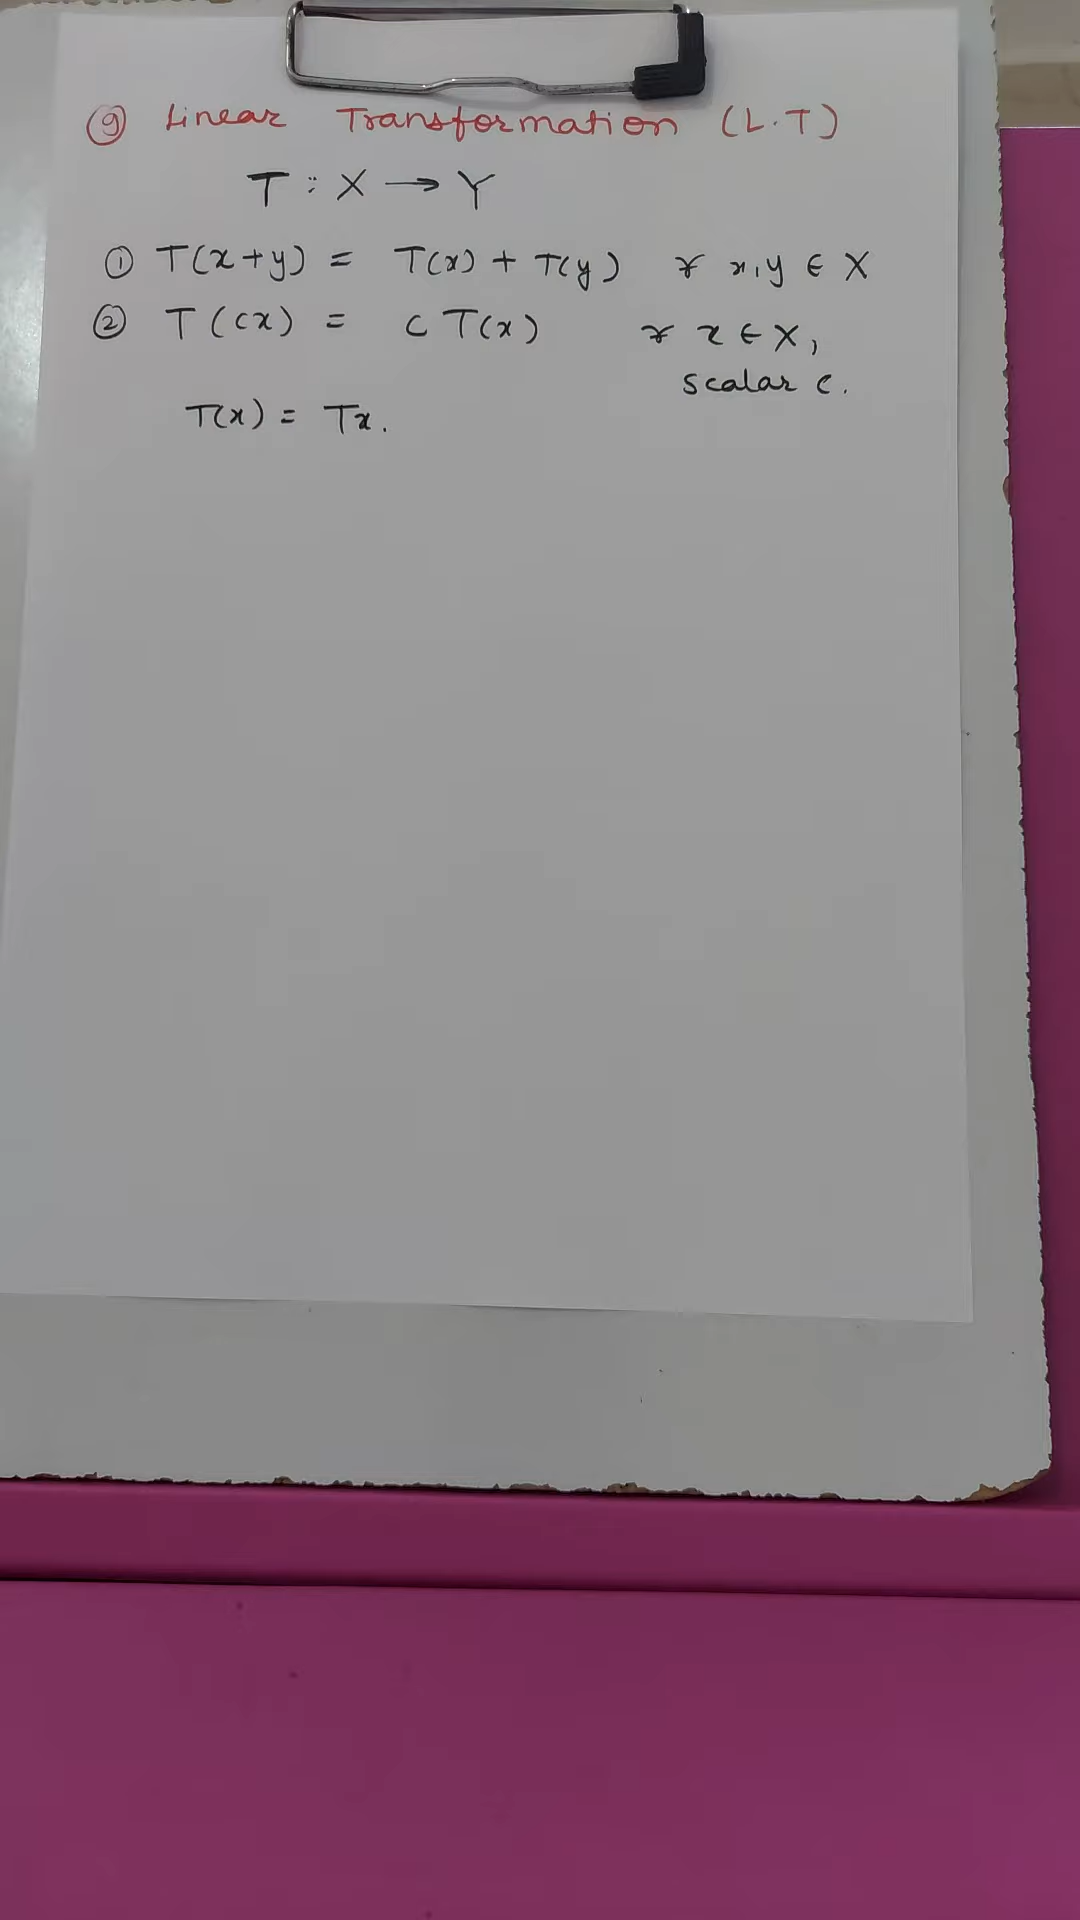 ⑨ Linear Transformation (L.T)
T : X → Y
① T(x+y) = T(x) + T(y) ∀ x,y ∈ X
② T(cx) = c T(x) ∀ x ∈ X,
scalar c.
T(x) = Tx.